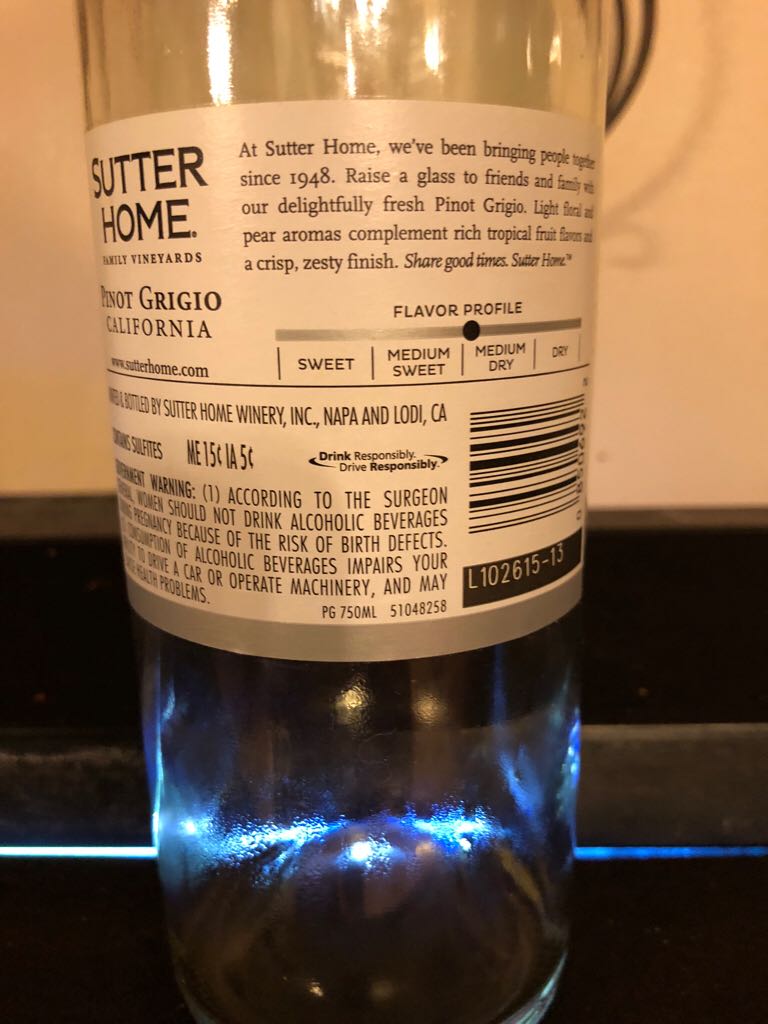 SUTTER
HOME.
FAMILY VINEYARDS
PINOT GRIGIO
CALIFORNIA
www.sutterhome.com
At Sutter Home, we've been bringing people together
since 1948. Raise a glass to friends and family with
our delightfully fresh Pinot Grigio. Light floral and
pear aromas complement rich tropical fruit flavors and
a crisp, zesty finish. Share good times. Sutter Home.™
FLAVOR PROFILE
SWEET
MEDIUM
SWEET
MEDIUM
DRY
DRY
& BOTTLED BY SUTTER HOME WINERY, INC., NAPA AND LODI, CA
SULFITES
ME 15¢ IA 5¢
Drink Responsibly.
Drive Responsibly.
WARNING: (1) ACCORDING TO THE SURGEON
WOMEN SHOULD NOT DRINK ALCOHOLIC BEVERAGES
PREGNANCY BECAUSE OF THE RISK OF BIRTH DEFECTS.
CONSUMPTION OF ALCOHOLIC BEVERAGES IMPAIRS YOUR
TO DRIVE A CAR OR OPERATE MACHINERY, AND MAY
HEALTH PROBLEMS.
PG 750ML 51048258
L102615-13